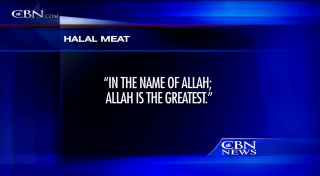 CBN.COM
HALAL MEAT
“IN THE NAME OF ALLAH;
ALLAH IS THE GREATEST.”
CBN
NEWS